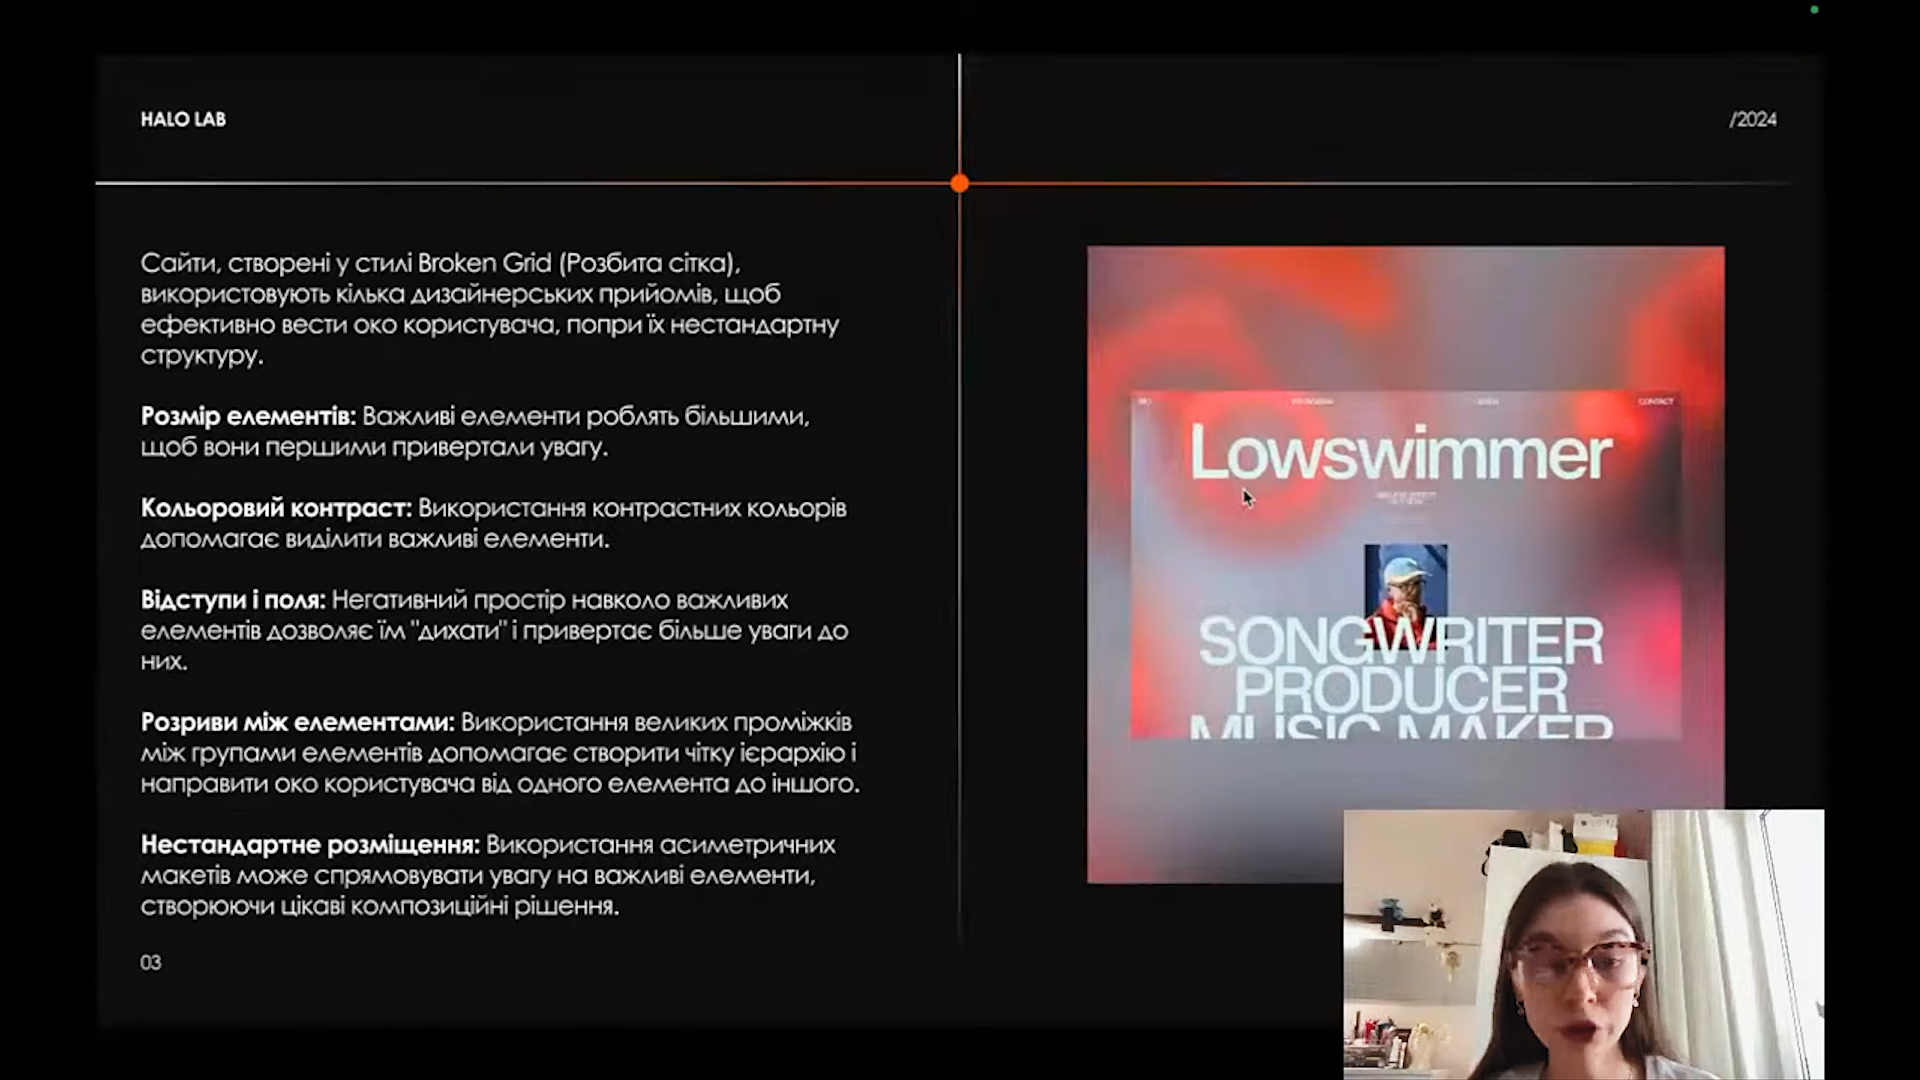 HALO LAB
/2024
Сайти, створені у стилі Broken Grid (Розбита сітка),
використовують кілька дизайнерських прийомів, щоб
ефективно вести око користувача, попри їх нестандартну
структуру.
Розмір елементів: Важливі елементи роблять більшими,
щоб вони першими привертали увагу.
Кольоровий контраст: Використання контрастних кольорів
допомагає виділити важливі елементи.
Відступи і поля: Негативний простір навколо важливих
елементів дозволяє їм "дихати" і привертає більше уваги до
них.
Розриви між елементами: Використання великих проміжків
між групами елементів допомагає створити чітку ієрархію і
направити око користувача від одного елемента до іншого.
Нестандартне розміщення: Використання асиметричних
макетів може спрямовувати увагу на важливі елементи,
створюючи цікаві композиційні рішення.
03
CONTACT
Lowswimmer
SONGWRITER
PRODUCER
MUSIC MAKER